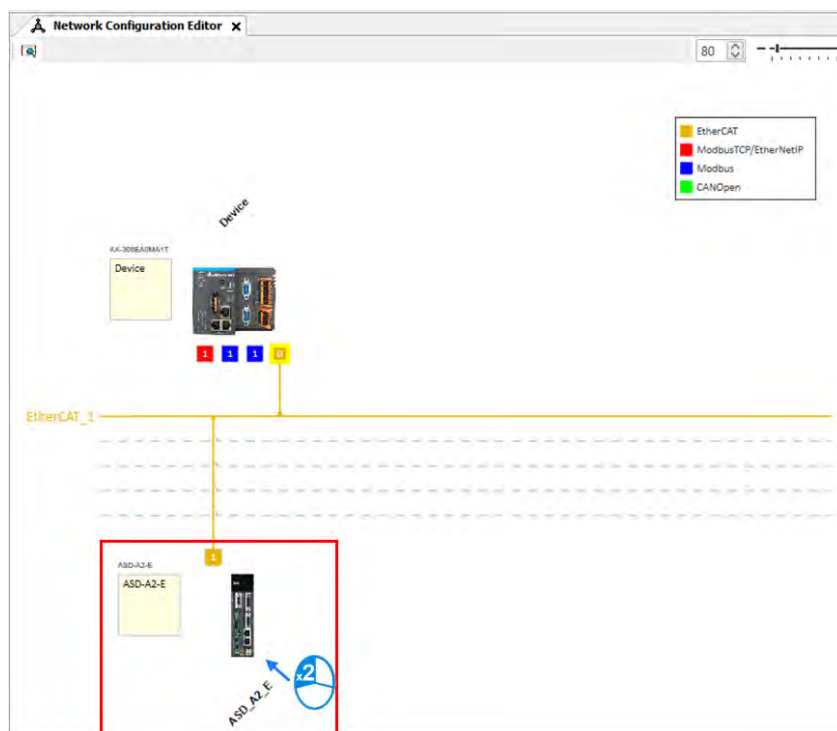 Network Configuration Editor
80
EtherCAT
ModbusTCP/EtherNetIP
Modbus
CANOpen
Device
Device
1 1 1
EtherCAT_1
1
ASD-A2-E
ASD-A2-E
x2
ASD_A2_E